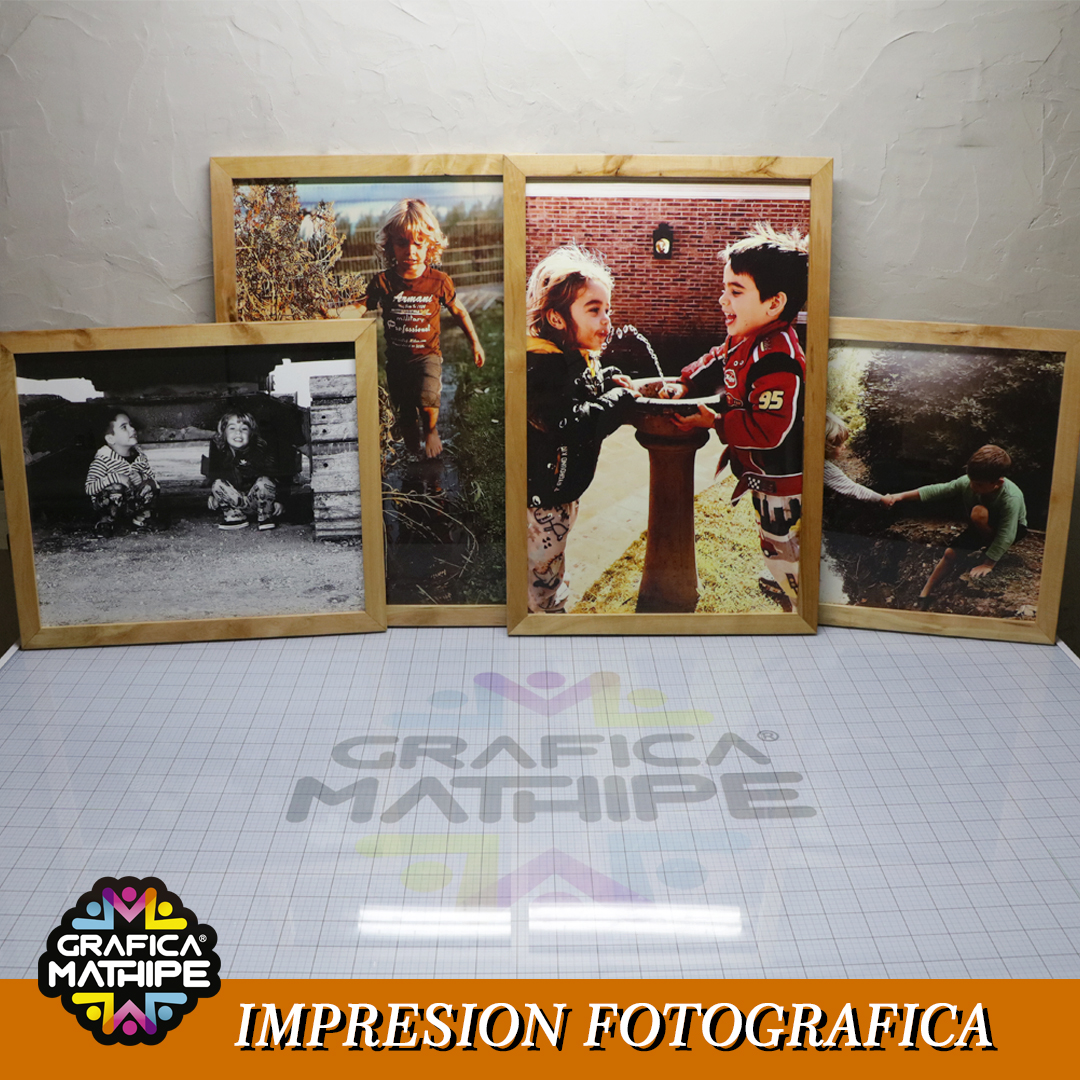 Armani
military
Professional
95
GRAFICA®
MATHIPE
GRAFICA®
MATHIPE
IMPRESION FOTOGRAFICA